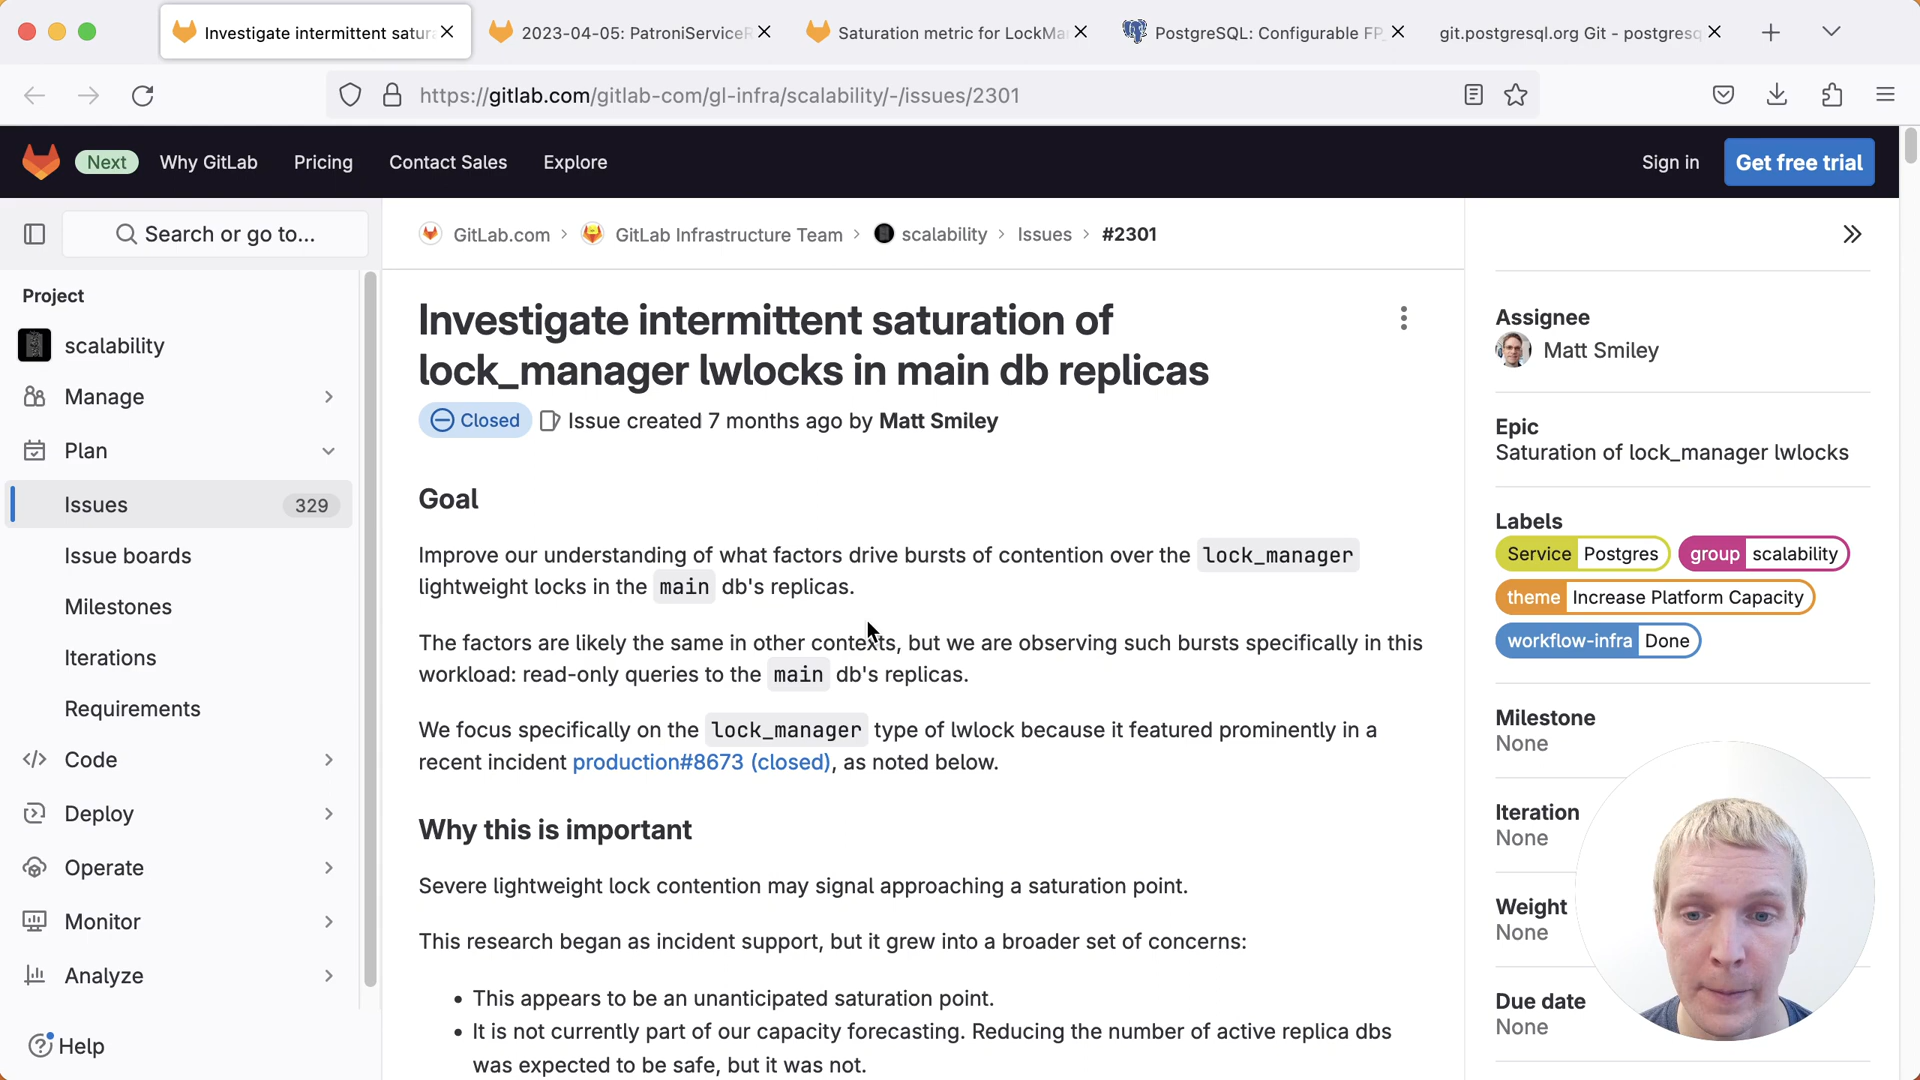 Investigate intermittent satur
2023-04-05: PatroniService
Saturation metric for LockMa
PostgreSQL: Configurable FP_
git.postgresql.org Git - postgresq
https://gitlab.com/gitlab-com/gl-infra/scalability/-/issues/2301
Next
Why GitLab
Pricing
Contact Sales
Explore
Sign in
Get free trial
Search or go to...
GitLab.com
GitLab Infrastructure Team
scalability
Issues
#2301
Project
scalability
Manage
Plan
Issues
329
Issue boards
Milestones
Iterations
Requirements
Code
Deploy
Operate
Monitor
Analyze
Help
Investigate intermittent saturation of
lock_manager lwlocks in main db replicas
Closed Issue created 7 months ago by Matt Smiley
Goal
Improve our understanding of what factors drive bursts of contention over the lock_manager
lightweight locks in the main db's replicas.
The factors are likely the same in other contexts, but we are observing such bursts specifically in this
workload: read-only queries to the main db's replicas.
We focus specifically on the lock_manager type of lwlock because it featured prominently in a
recent incident production#8673 (closed), as noted below.
Why this is important
Severe lightweight lock contention may signal approaching a saturation point.
This research began as incident support, but it grew into a broader set of concerns:
• This appears to be an unanticipated saturation point.
• It is not currently part of our capacity forecasting. Reducing the number of active replica dbs
was expected to be safe, but it was not.
Assignee
Matt Smiley
Epic
Saturation of lock_manager lwlocks
Labels
Service Postgres
group scalability
theme Increase Platform Capacity
workflow-infra Done
Milestone
None
Iteration
None
Weight
None
Due date
None